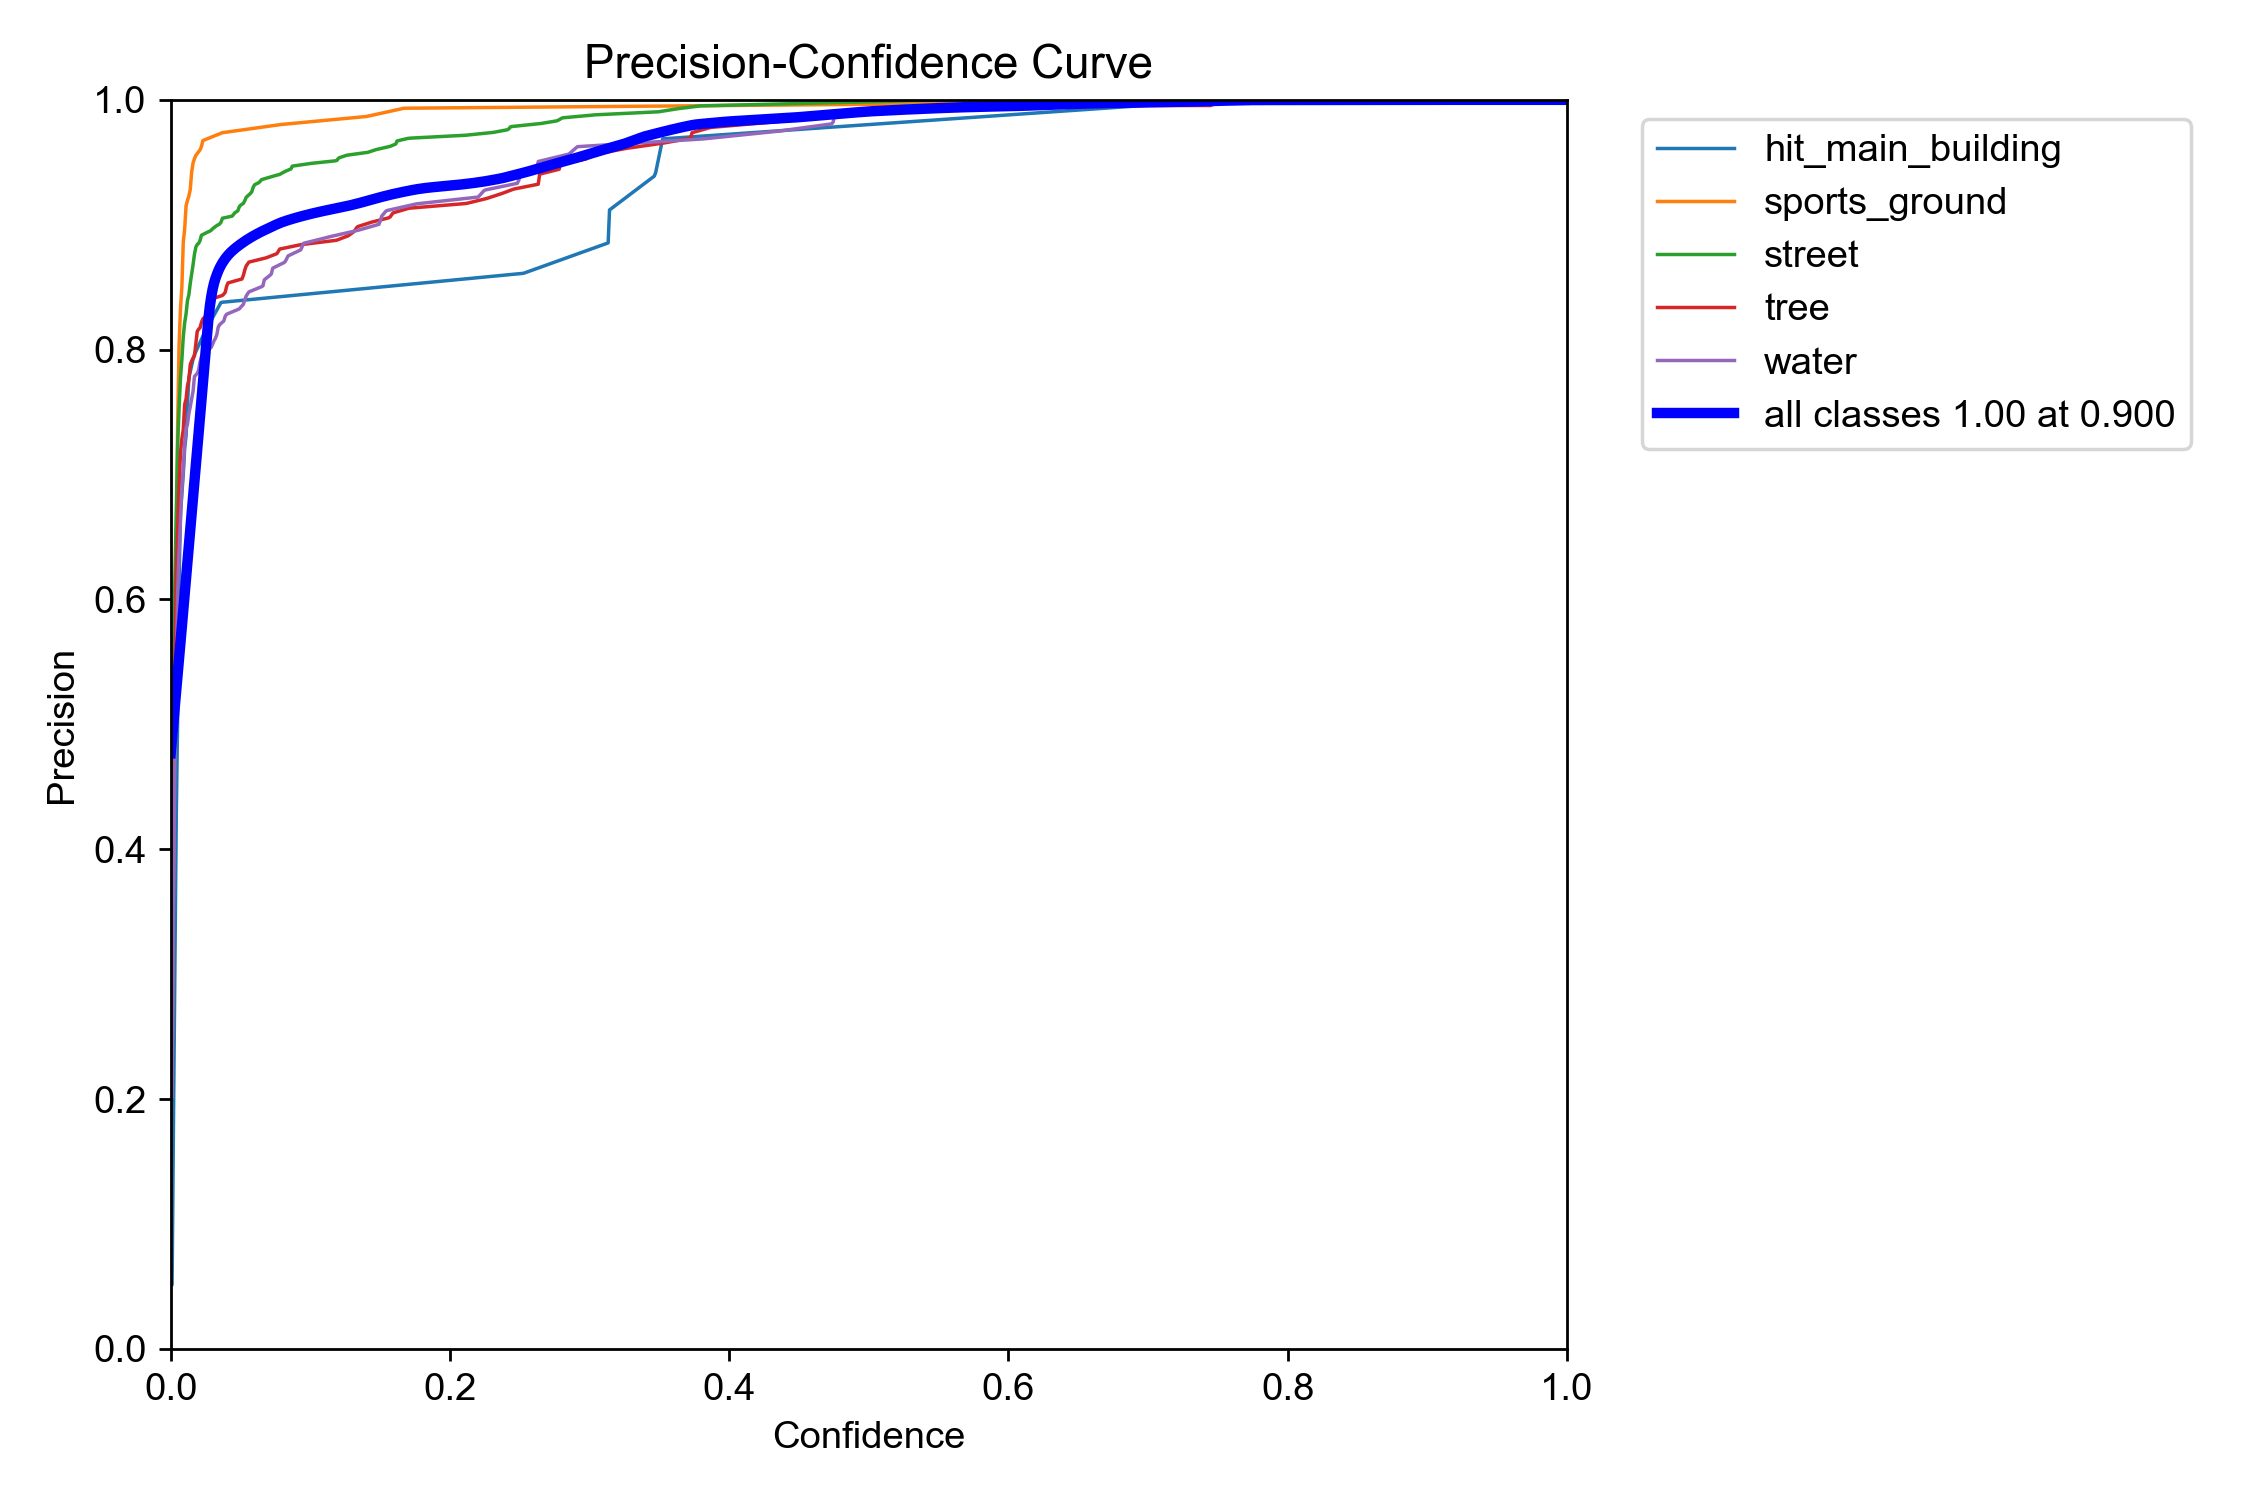 Precision-Confidence Curve
1.0
0.8
0.6
0.4
0.2
0.0
Precision
0.0 0.2 0.4 0.6 0.8 1.0
Confidence
hit_main_building
sports_ground
street
tree
water
all classes 1.00 at 0.900